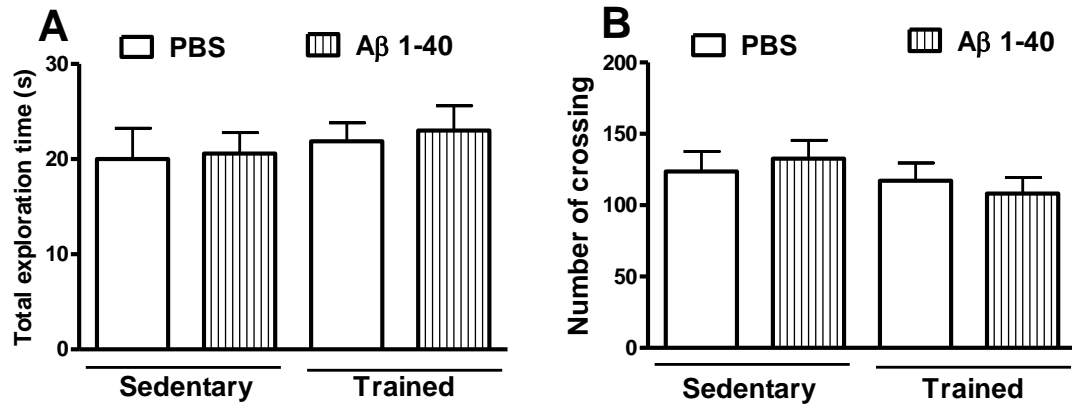 A
PBS
Aβ 1-40
Total exploration time (s)
30
20
10
0
Sedentary
Trained
B
PBS
Aβ 1-40
Number of crossing
200
150
100
50
0
Sedentary
Trained